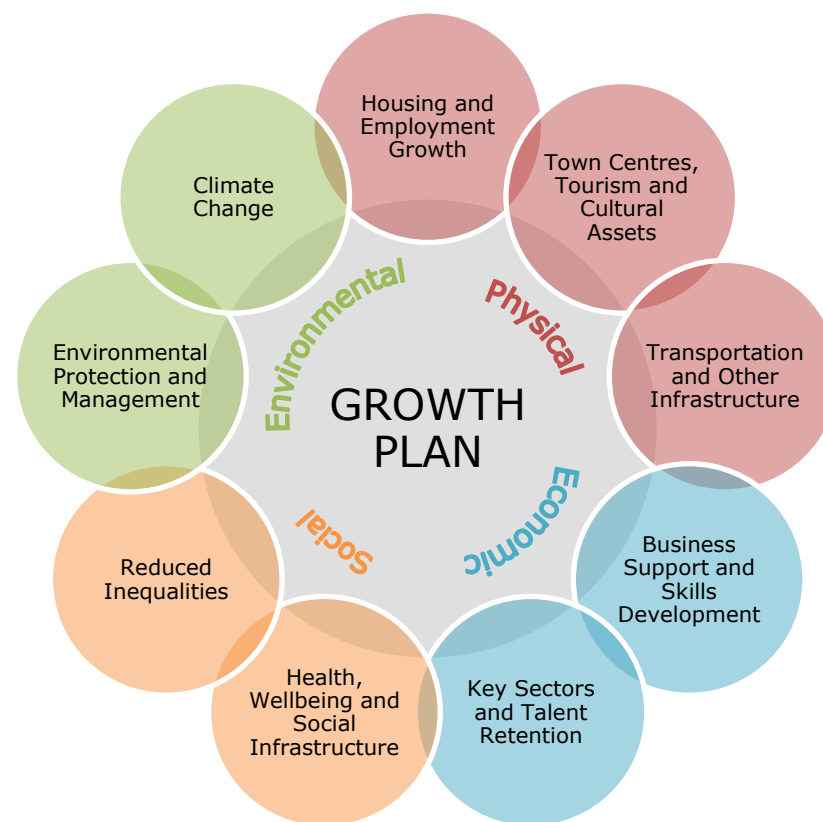 Housing and
Employment
Growth
Town Centres,
Tourism and
Cultural
Assets
Transportation
and Other
Infrastructure
Business
Support and
Skills
Development
Key Sectors
and Talent
Retention
Health,
Wellbeing and
Social
Infrastructure
Reduced
Inequalities
Environmental
Protection and
Management
Climate
Change
Environmental
Physical
Economic
Social
GROWTH
PLAN